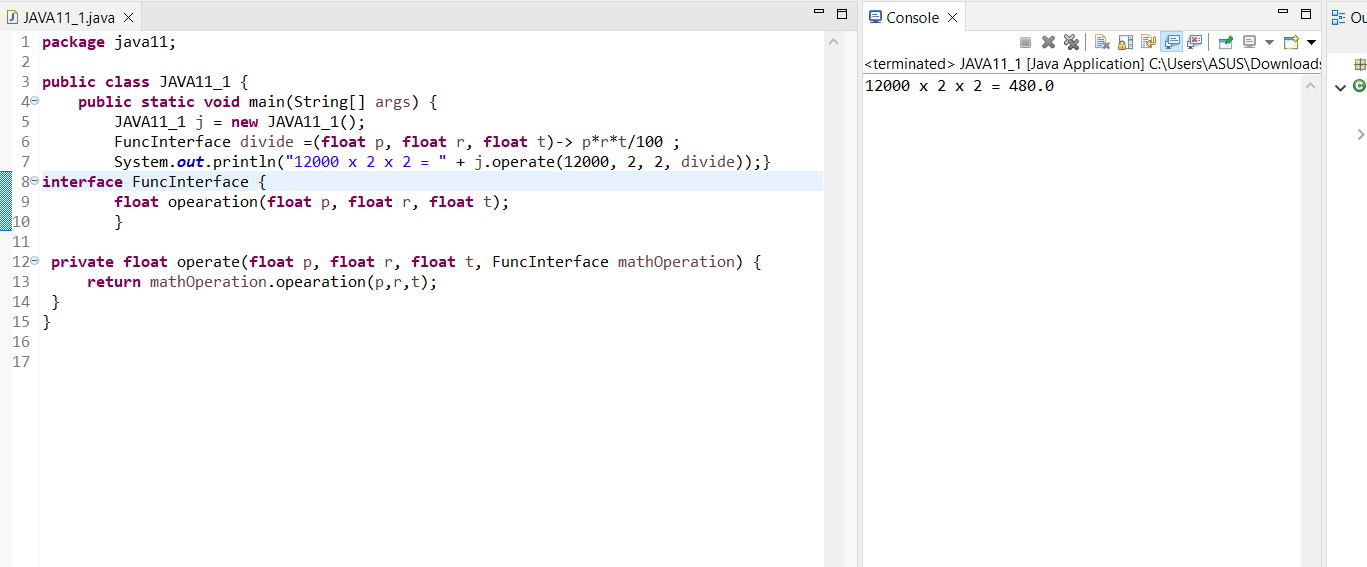 JAVA11_1.java
1 package java11;
2
3 public class JAVA11_1 {
4 public static void main(String[] args) {
5 JAVA11_1 j = new JAVA11_1();
6 FuncInterface divide =(float p, float r, float t)-> p*r*t/100 ;
7 System.out.println("12000 x 2 x 2 = " + j.operate(12000, 2, 2, divide));}
8 interface FuncInterface {
9 float opearation(float p, float r, float t);
10 }
11
12 private float operate(float p, float r, float t, FuncInterface mathOperation) {
13 return mathOperation.opearation(p,r,t);
14 }
15 }
16
17
Console
<terminated> JAVA11_1 [Java Application] C:\Users\ASUS\Downloads
12000 x 2 x 2 = 480.0
Ou